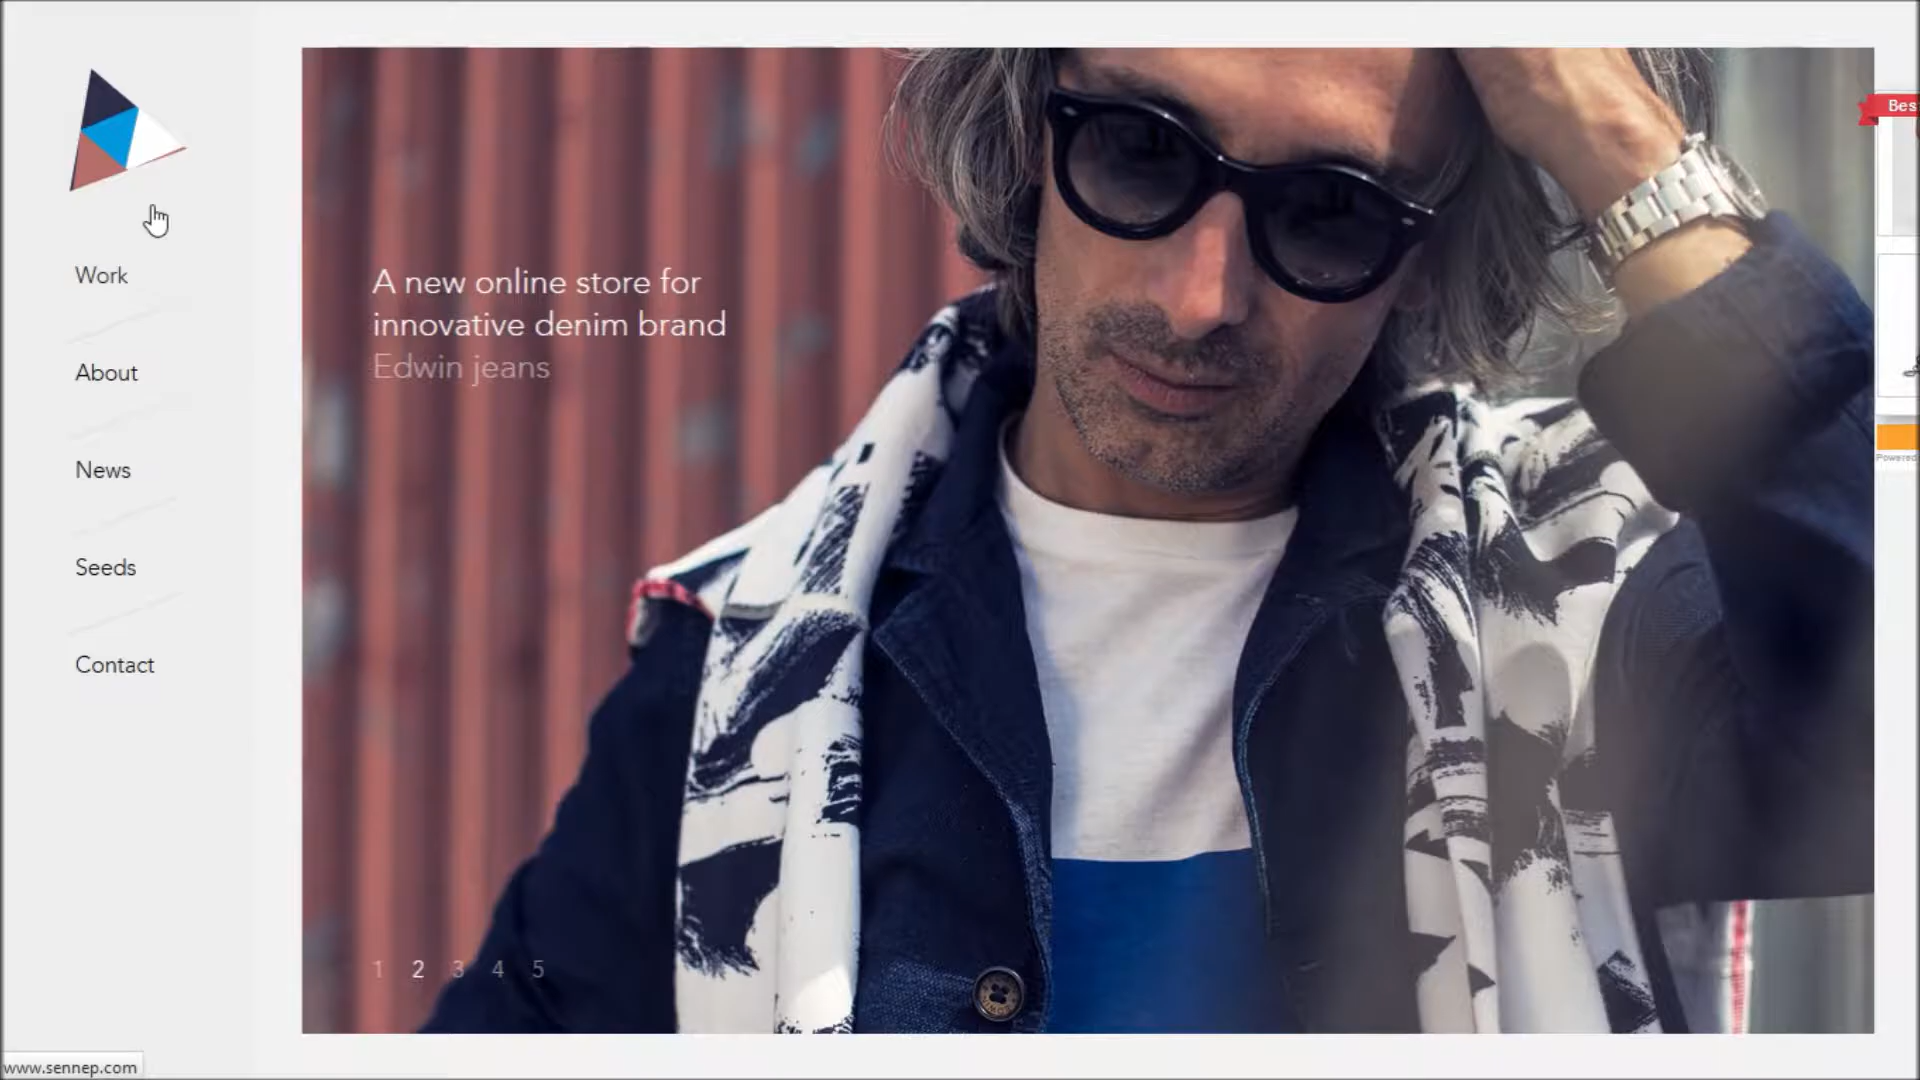 Work
About
News
Seeds
Contact
A new online store for
innovative denim brand
Edwin jeans
1 2 3 4 5
Bes
Powered
www.sennep.com